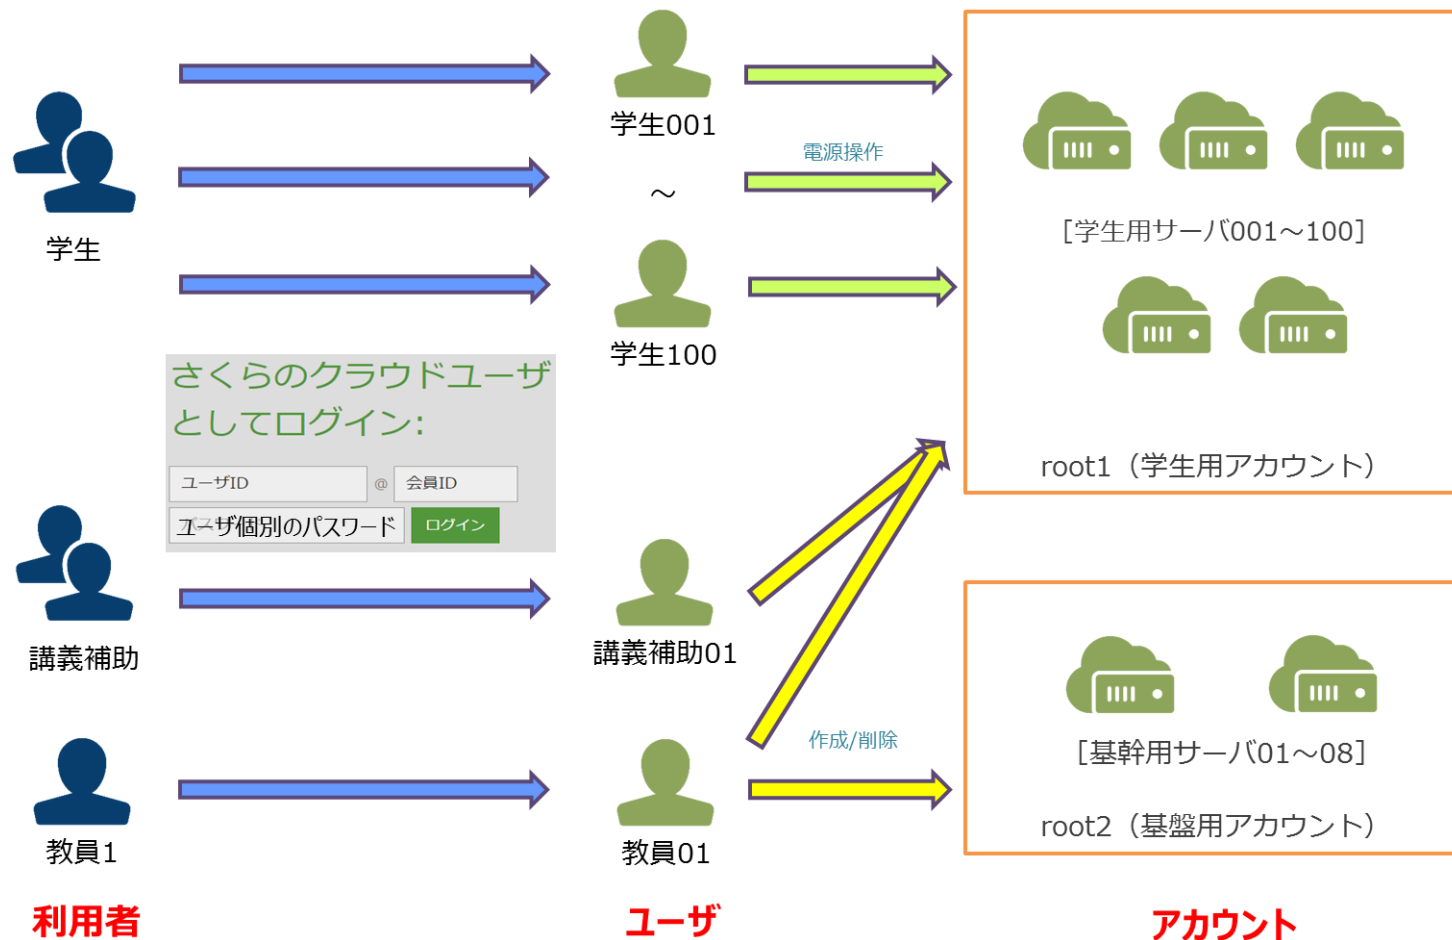 学生001
電源操作
～
[学生用サーバ001～100]
学生
学生100
さくらのクラウドユーザ
としてログイン:
ユーザID @ 会員ID
ユーザ個別のパスワード ログイン
root1（学生用アカウント）
講義補助
講義補助01
作成/削除
[基幹用サーバ01～08]
root2（基盤用アカウント）
教員1
教員01
利用者
ユーザ
アカウント